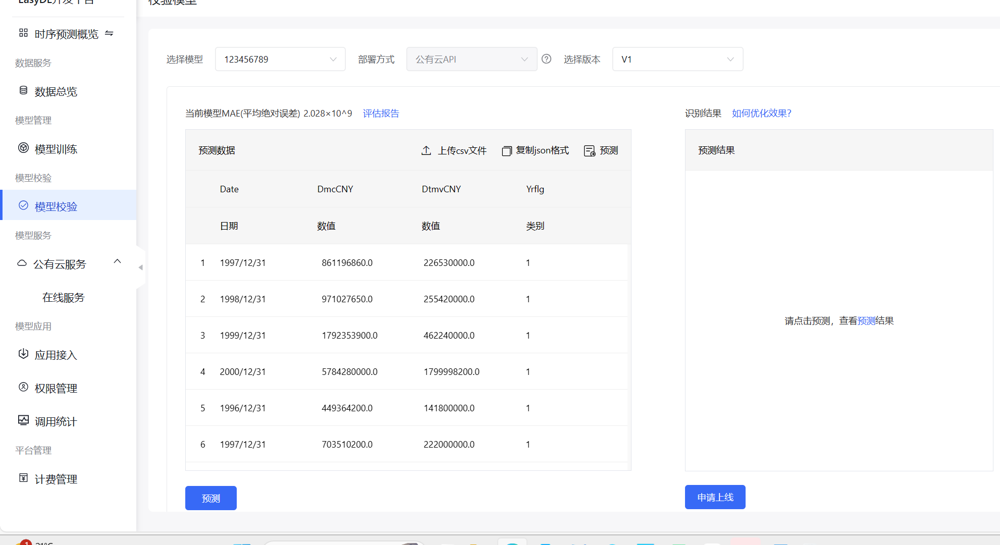 EasyDL开发平台
校验模型
时序预测概览
数据服务
数据总览
模型管理
模型训练
模型校验
模型校验
模型服务
公有云服务
在线服务
模型应用
应用接入
权限管理
调用统计
平台管理
计费管理
选择模型 123456789 部署方式 公有云API ? 选择版本 V1
当前模型MAE(平均绝对误差) 2.028×10^9 评估报告
预测数据 上传csv文件 复制json格式 预测
Date DmcCNY DtmvCNY Yrflg
日期 数值 数值 类别
1 1997/12/31 861196860.0 226530000.0 1
2 1998/12/31 971027650.0 255420000.0 1
3 1999/12/31 1792353900.0 462240000.0 1
4 2000/12/31 5784280000.0 1799998200.0 1
5 1996/12/31 449364200.0 141800000.0 1
6 1997/12/31 703510200.0 222000000.0 1
预测
识别结果 如何优化效果?
预测结果
请点击预测，查看预测结果
申请上线
1 21°C